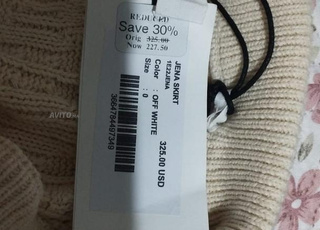 REDUCED
Save 30%
Orig 325.00
Now 227.50
JENA SKIRT
1E22JENA
Color : OFF WHITE
Size : 0
325.00 USD
AVITO